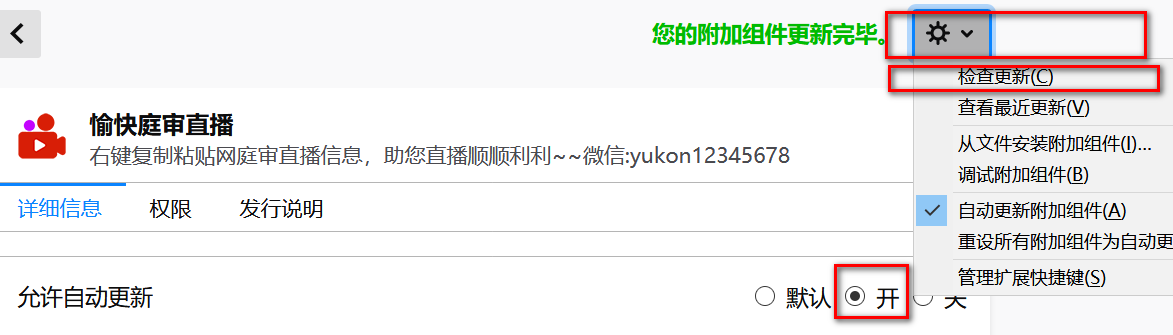 您的附加组件更新完毕。
检查更新(C)
查看最近更新(V)
从文件安装附加组件(I)...
调试附加组件(B)
自动更新附加组件(A)
重设所有附加组件为自动更
管理扩展快捷键(S)
愉快庭审直播
右键复制粘贴网庭审直播信息，助您直播顺顺利利~~微信:yukon12345678
详细信息 权限 发行说明
允许自动更新 默认 开 关